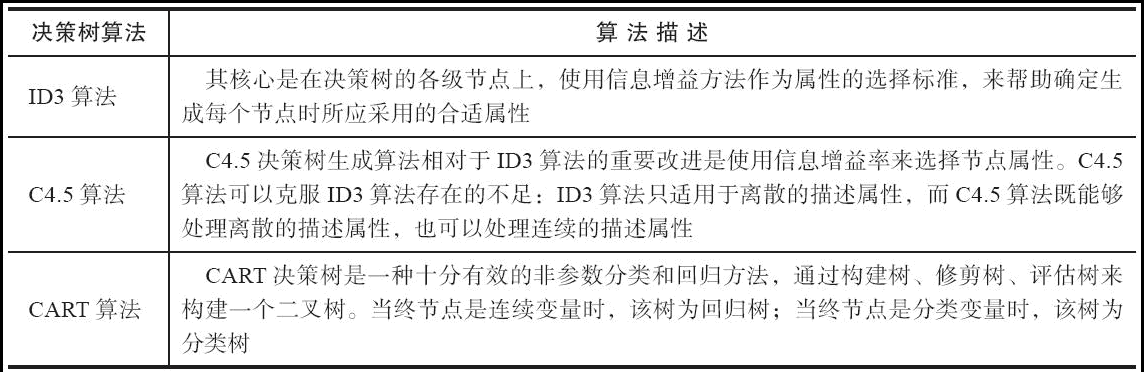 决策树算法
算 法 描 述
ID3 算法
其核心是在决策树的各级节点上，使用信息增益方法作为属性的选择标准，来帮助确定生
成每个节点时所应采用的合适属性
C4.5 算法
C4.5 决策树生成算法相对于 ID3 算法的重要改进是使用信息增益率来选择节点属性。C4.5
算法可以克服 ID3 算法存在的不足：ID3 算法只适用于离散的描述属性，而 C4.5 算法既能够
处理离散的描述属性，也可以处理连续的描述属性
CART 算法
CART 决策树是一种十分有效的非参数分类和回归方法，通过构建树、修剪树、评估树来
构建一个二叉树。当终节点是连续变量时，该树为回归树；当终节点是分类变量时，该树为
分类树